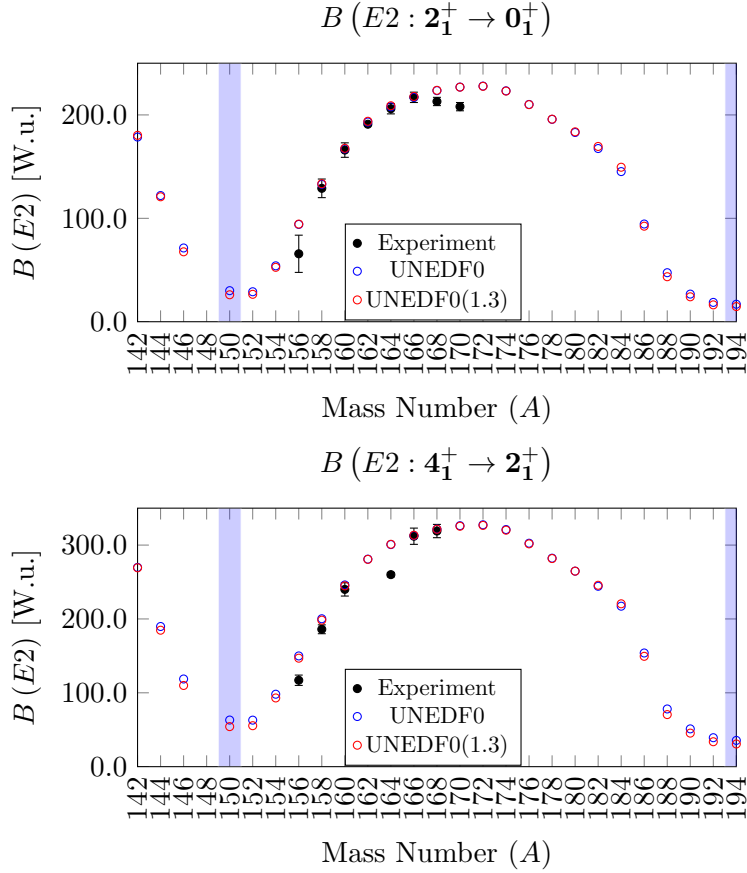 B (E2 : 2₁⁺ → 0₁⁺)
B (E2) [W.u.]
200.0
100.0
0.0
Experiment
UNEDF0
UNEDF0(1.3)
142 144 146 148 150 152 154 156 158 160 162 164 166 168 170 172 174 176 178 180 182 184 186 188 190 192 194
Mass Number (A)
B (E2 : 4₁⁺ → 2₁⁺)
B (E2) [W.u.]
300.0
200.0
100.0
0.0
Experiment
UNEDF0
UNEDF0(1.3)
142 144 146 148 150 152 154 156 158 160 162 164 166 168 170 172 174 176 178 180 182 184 186 188 190 192 194
Mass Number (A)